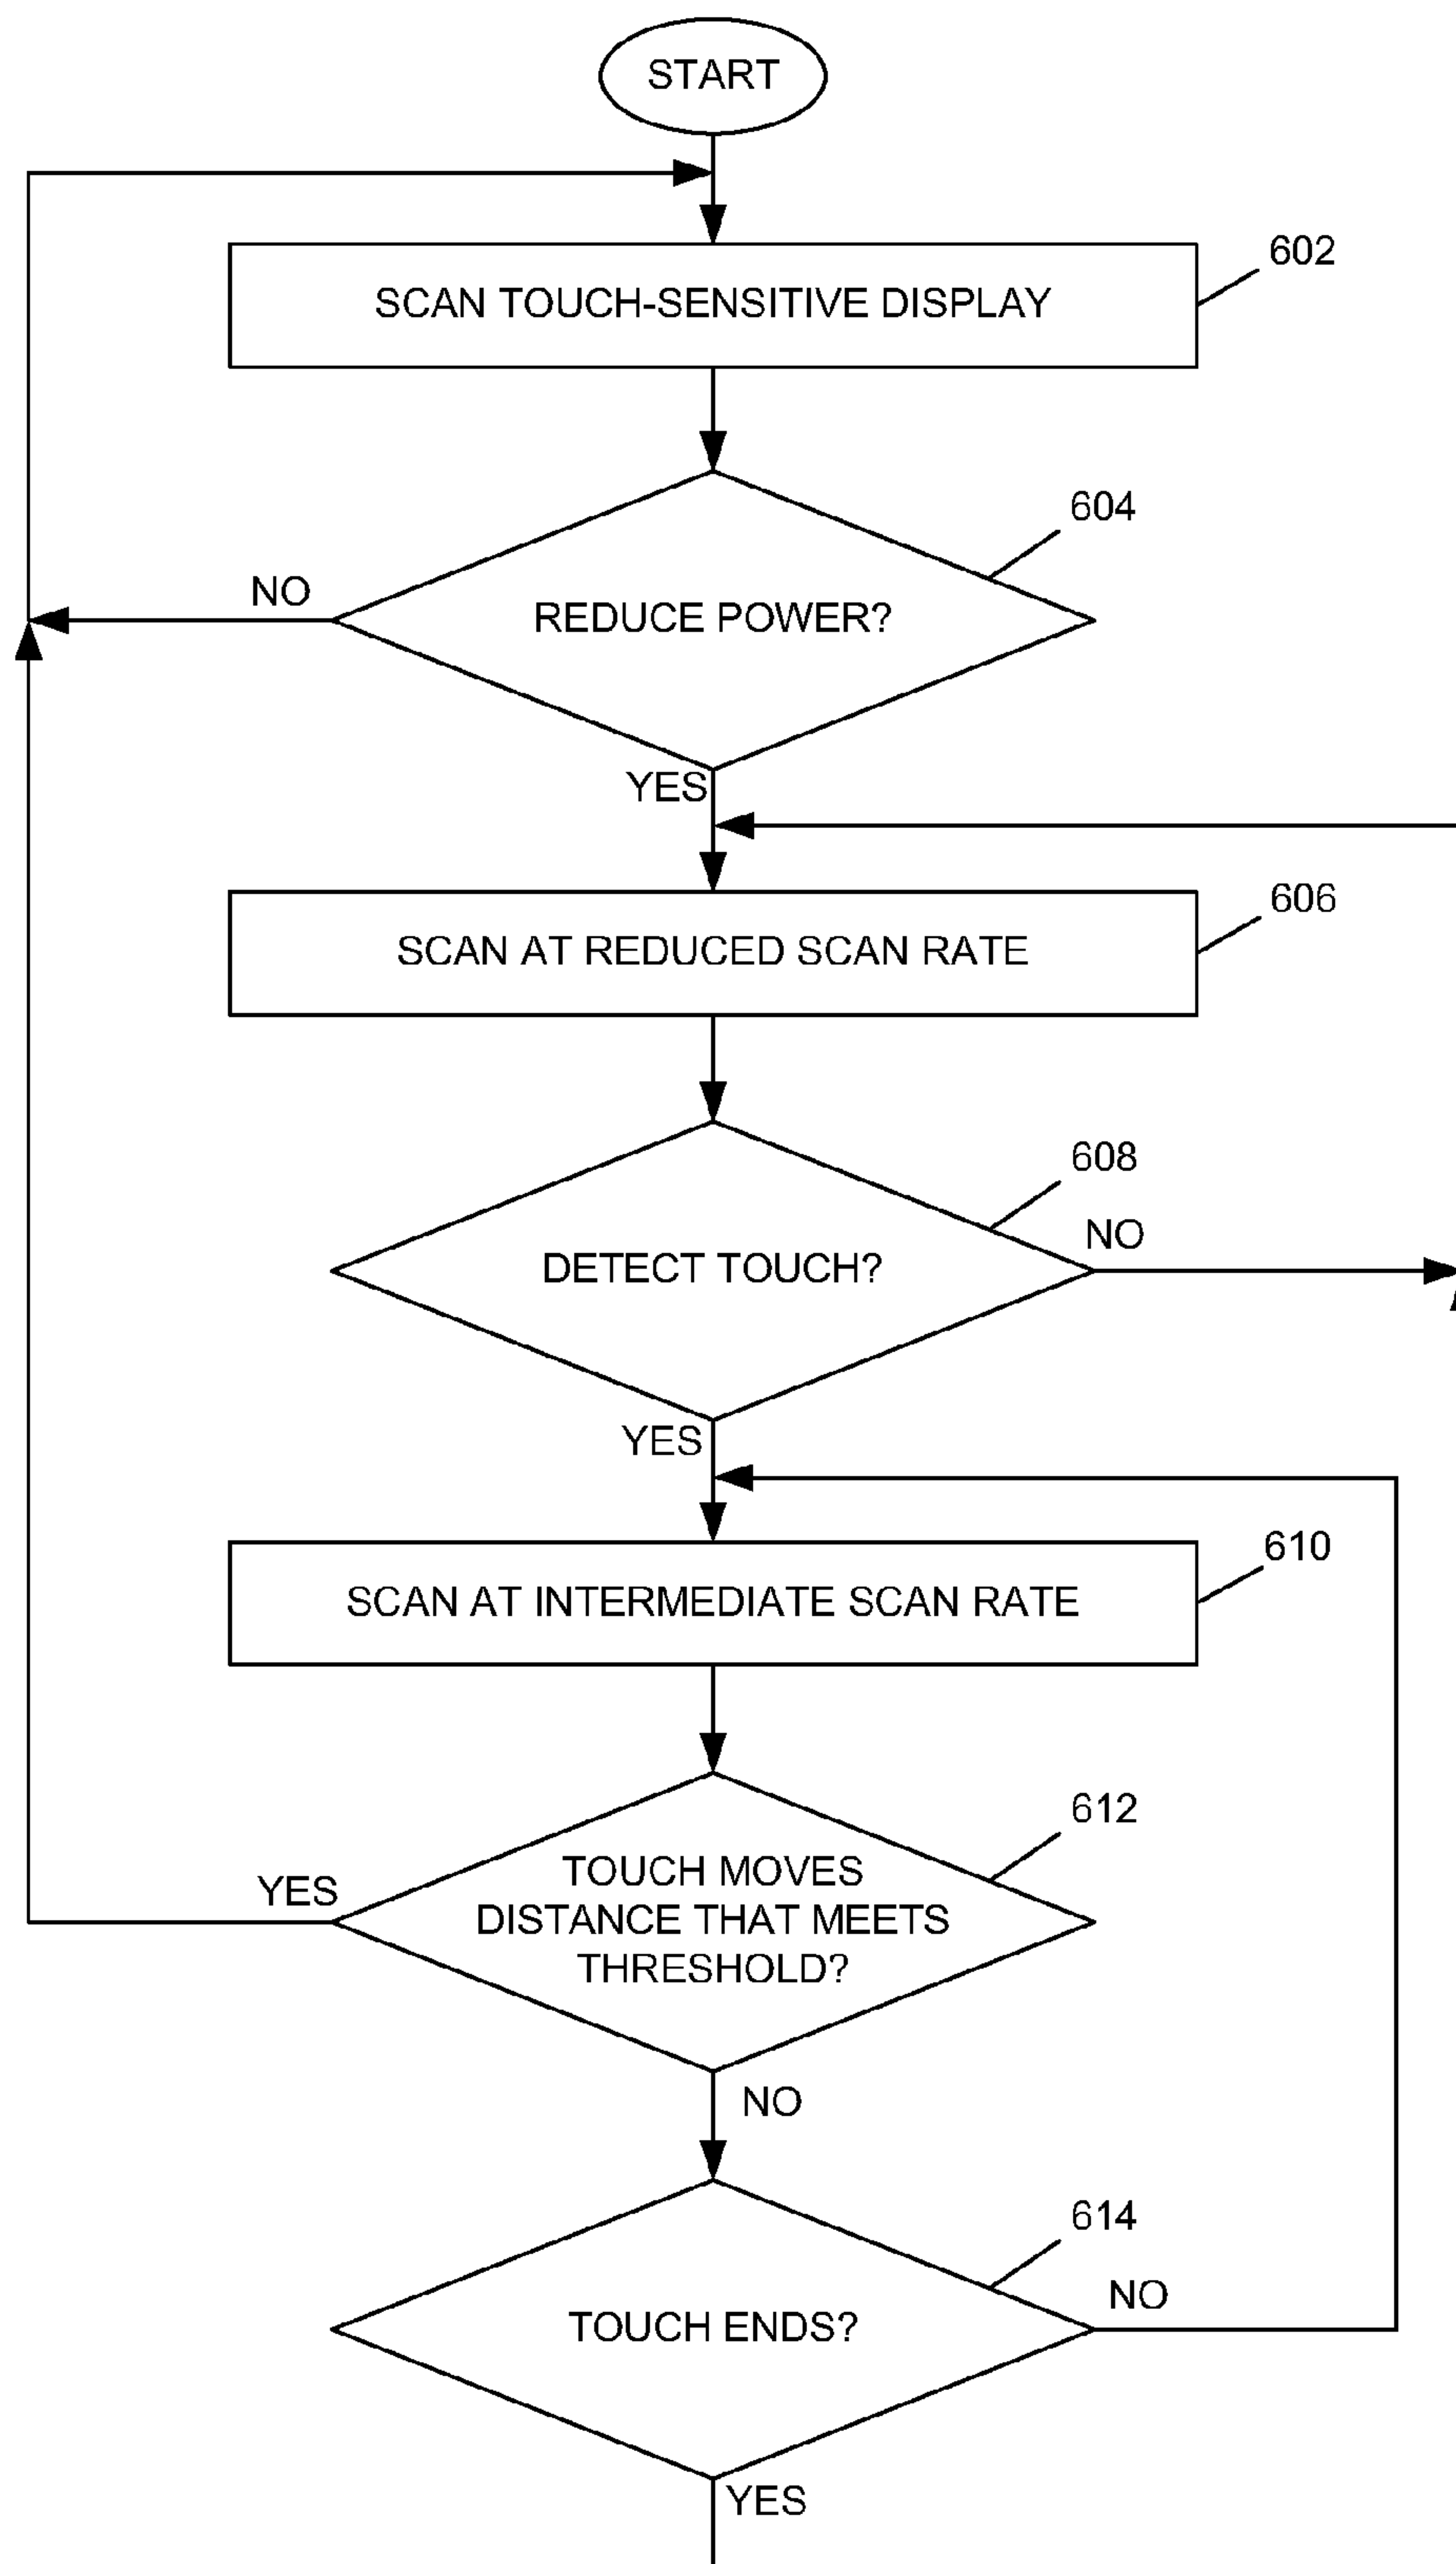 START
602
SCAN TOUCH-SENSITIVE DISPLAY
604
NO
REDUCE POWER?
YES
606
SCAN AT REDUCED SCAN RATE
608
NO
DETECT TOUCH?
YES
610
SCAN AT INTERMEDIATE SCAN RATE
612
YES
TOUCH MOVES
DISTANCE THAT MEETS
THRESHOLD?
NO
614
NO
TOUCH ENDS?
YES